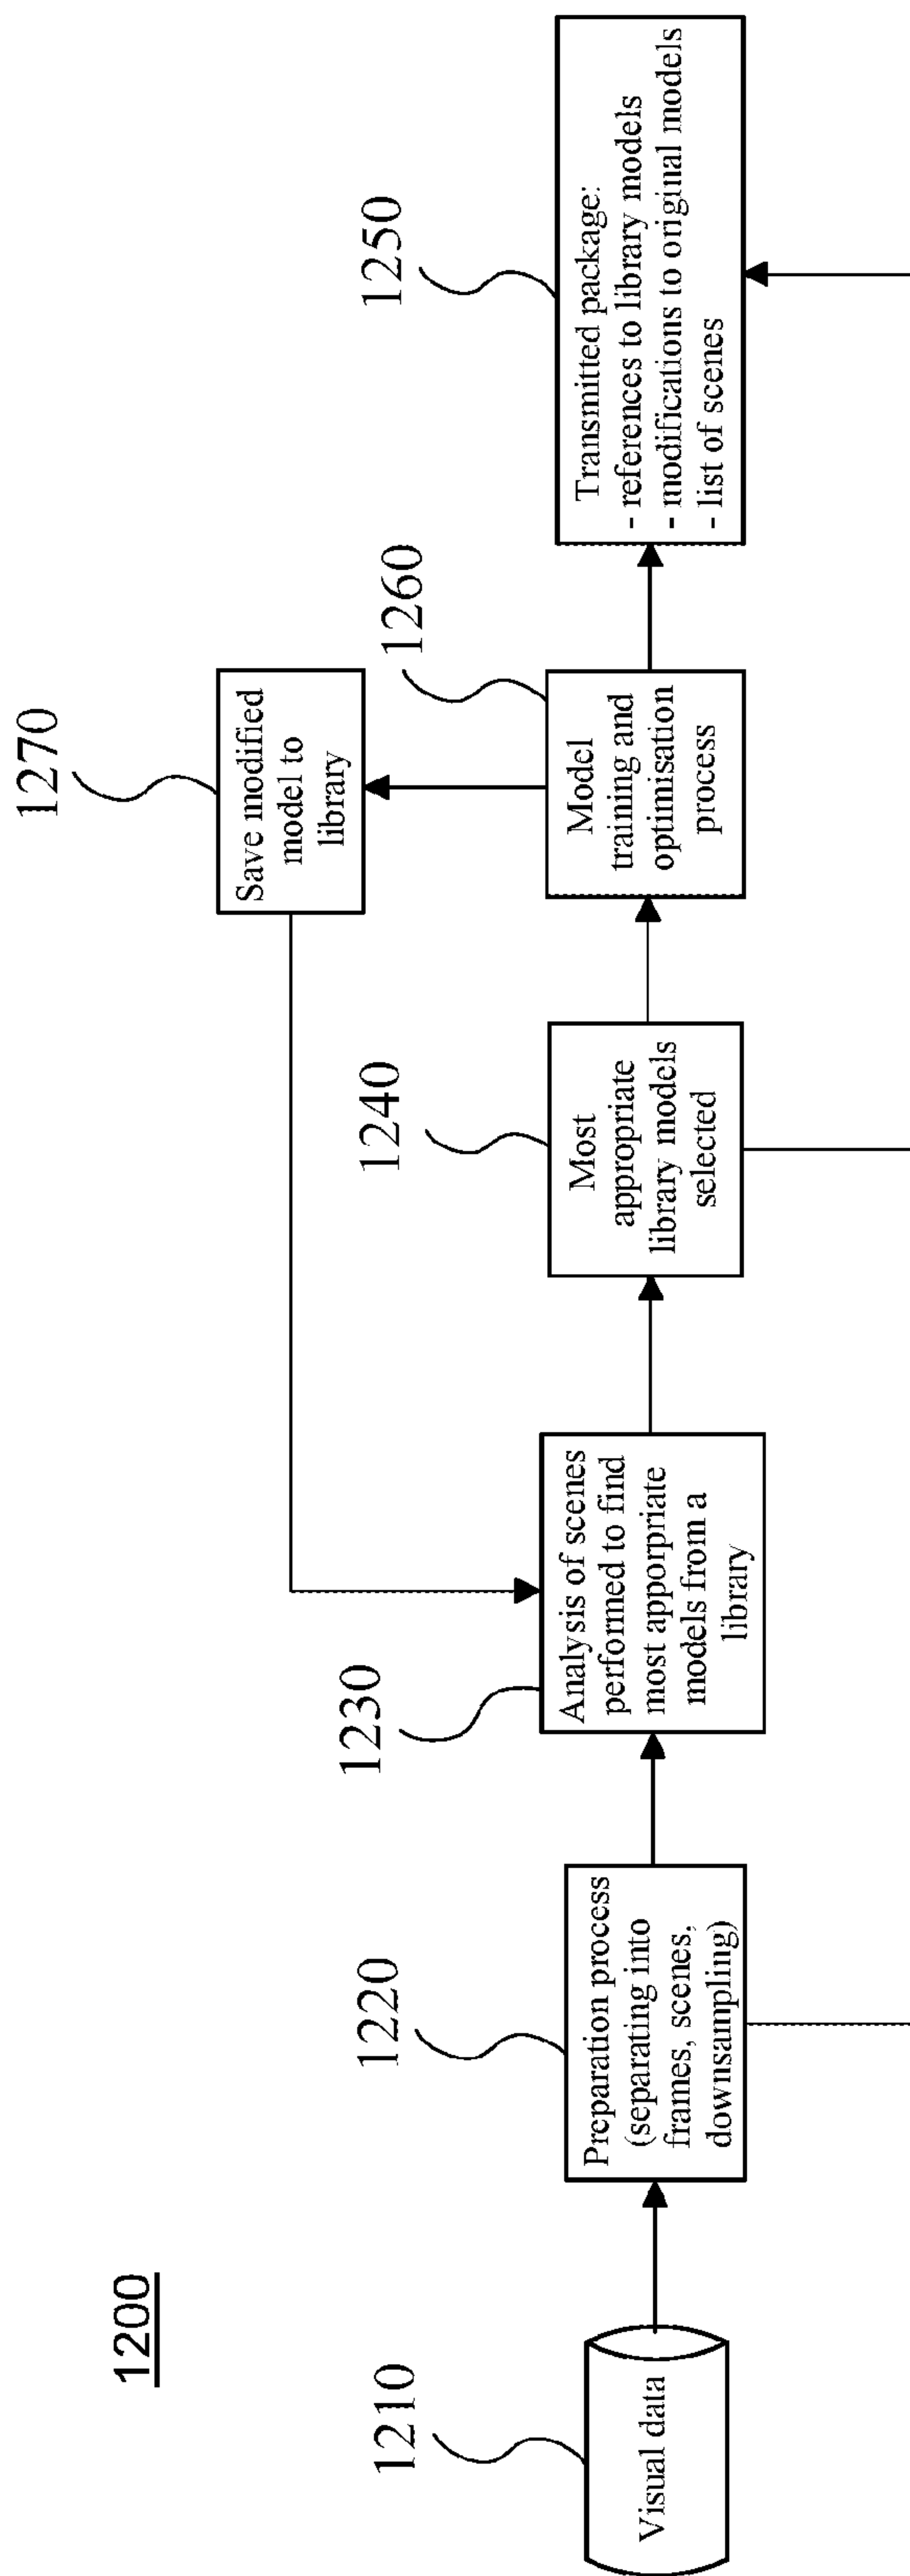 1200
1210
Visual data
1220
Preparation process
(separating into
frames, scenes,
downsampling)
1230
Analysis of scenes
performed to find
most apporpriate
models from a
library
1240
Most
appropriate
library models
selected
1260
Model
training and
optimisation
process
1270
Save modified
model to
library
1250
Transmitted package:
- references to library models
- modifications to original models
- list of scenes